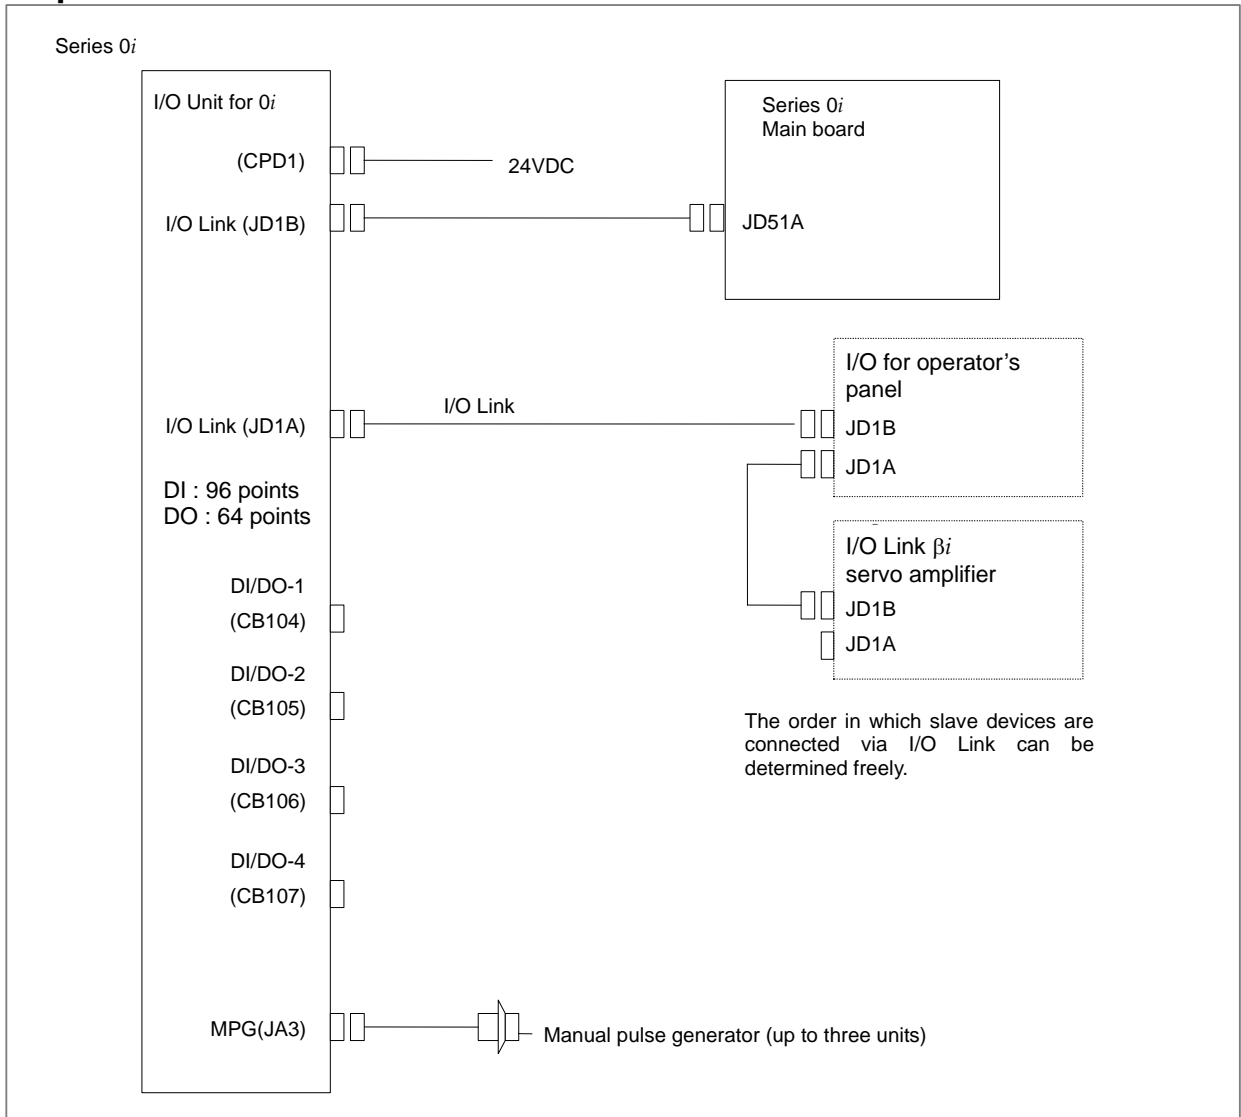 Series 0i
I/O Unit for 0i
(CPD1)
24VDC
I/O Link (JD1B)
Series 0i
Main board
JD51A
I/O Link (JD1A)
I/O Link
I/O for operator's
panel
JD1B
JD1A
DI : 96 points
DO : 64 points
I/O Link βi
servo amplifier
JD1B
JD1A
DI/DO-1
(CB104)
DI/DO-2
(CB105)
DI/DO-3
(CB106)
DI/DO-4
(CB107)
The order in which slave devices are
connected via I/O Link can be
determined freely.
MPG(JA3)
Manual pulse generator (up to three units)